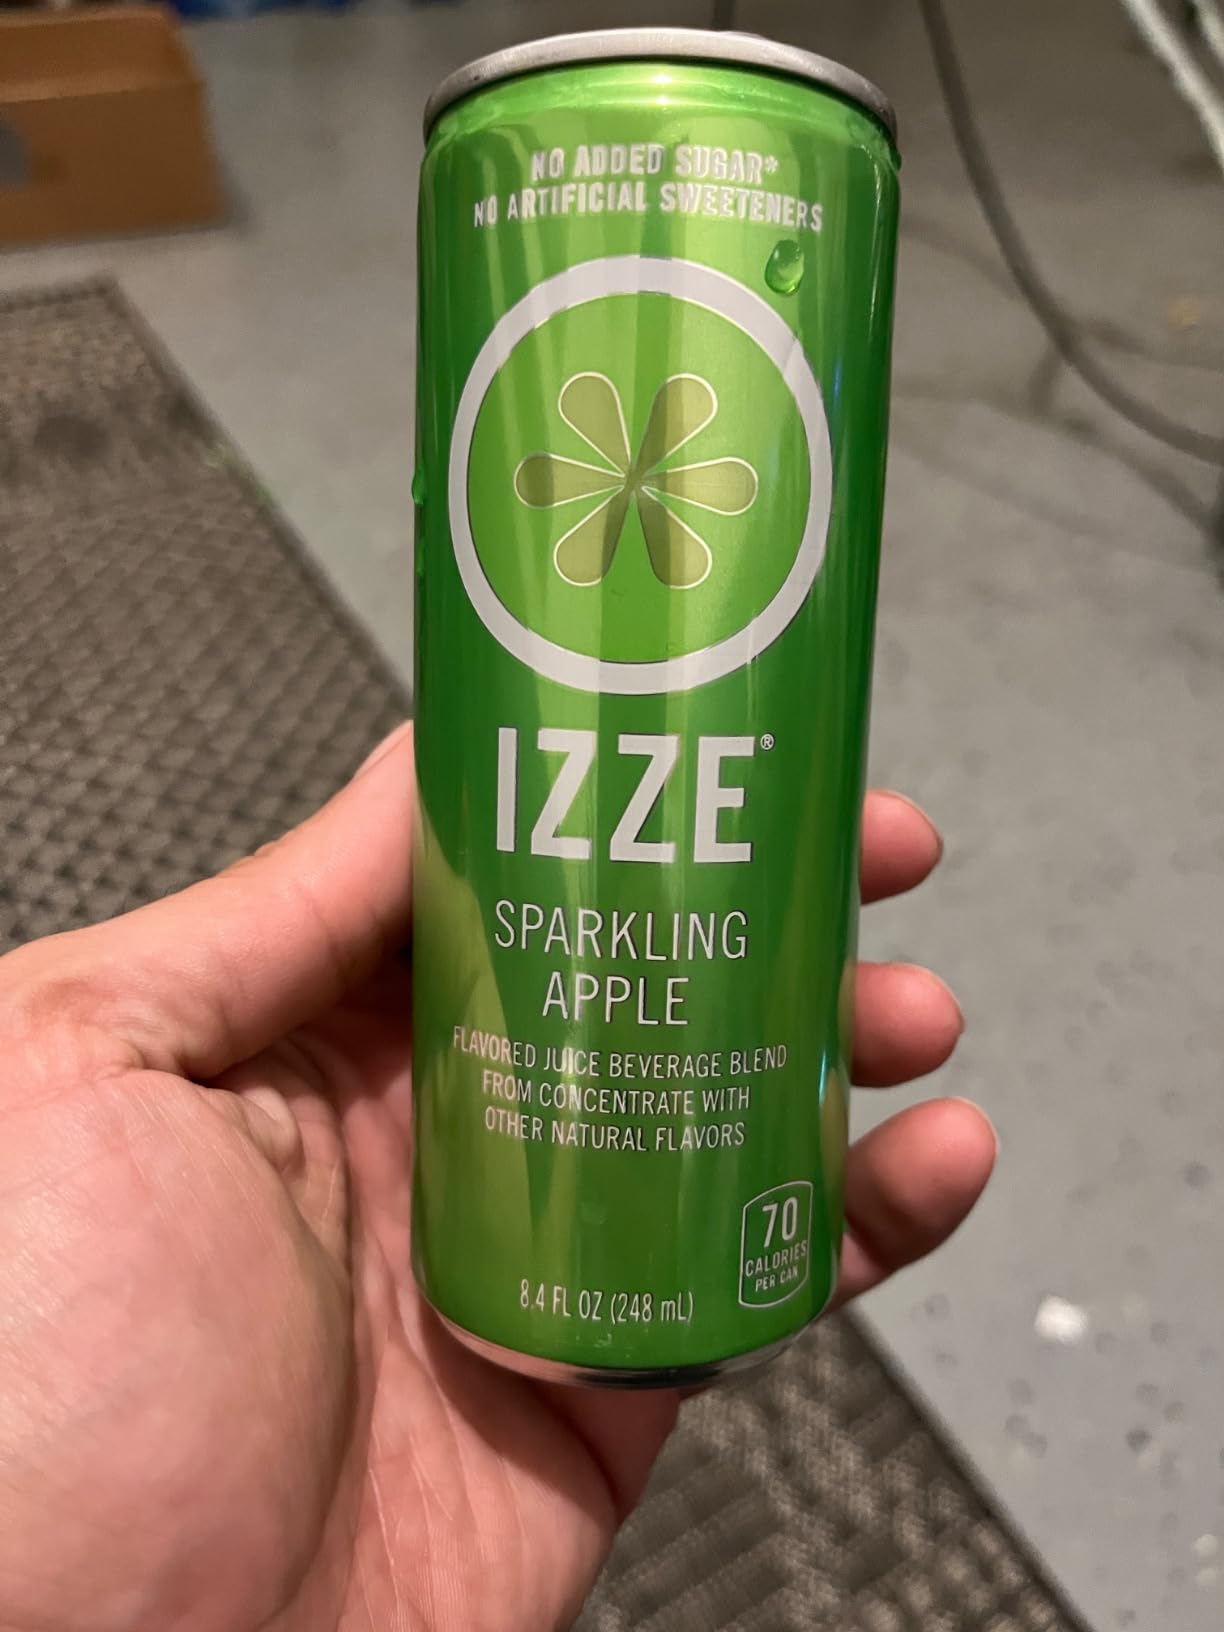 NO ADDED SUGAR*
NO ARTIFICIAL SWEETENERS
IZZE®
SPARKLING
APPLE
FLAVORED JUICE BEVERAGE BLEND
FROM CONCENTRATE WITH
OTHER NATURAL FLAVORS
70
CALORIES
PER CAN
8.4 FL OZ (248 mL)